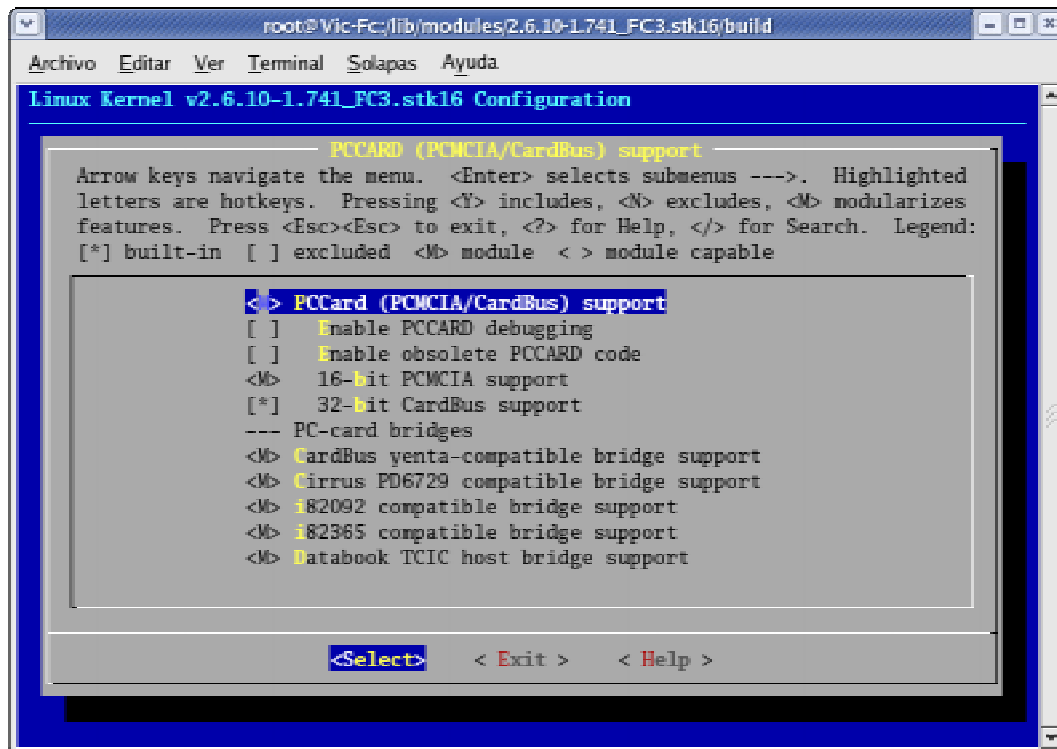 root@Vic-Fc:/lib/modules/2.6.10-1.741_FC3.stk16/build
Archivo Editar Ver Terminal Solapas Ayuda
Linux Kernel v2.6.10-1.741_FC3.stk16 Configuration
PCCARD (PCMCIA/CardBus) support
Arrow keys navigate the menu.  <Enter> selects submenus --->.  Highlighted
letters are hotkeys.  Pressing <Y> includes, <N> excludes, <M> modularizes
features.  Press <Esc><Esc> to exit, <?> for Help, </> for Search.  Legend:
[*] built-in  [ ] excluded  <M> module  < > module capable
<M> PCCard (PCMCIA/CardBus) support
[ ]   Enable PCCARD debugging
[ ]   Enable obsolete PCCARD code
<M>   16-bit PCMCIA support
[*]   32-bit CardBus support
--- PC-card bridges
<M> CardBus yenta-compatible bridge support
<M> Cirrus PD6729 compatible bridge support
<M> i82092 compatible bridge support
<M> i82365 compatible bridge support
<M> Databook TCIC host bridge support
<Select>    < Exit >    < Help >